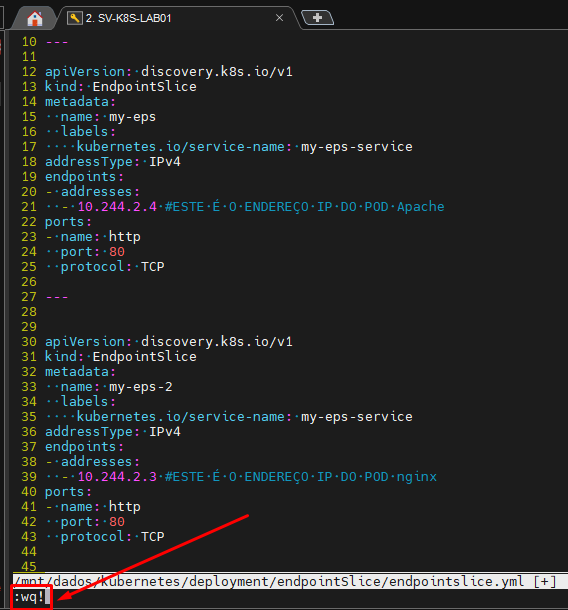 2. SV-K8S-LAB01
10 ---
11
12 apiVersion:·discovery.k8s.io/v1
13 kind:·EndpointSlice
14 metadata:
15 ··name:·my-eps
16 ··labels:
17 ····kubernetes.io/service-name:·my-eps-service
18 addressType:·IPv4
19 endpoints:
20 -·addresses:
21 ··-·10.244.2.4·#ESTE·É·O·ENDEREÇO·IP·DO·POD·Apache
22 ports:
23 -·name:·http
24 ··port:·80
25 ··protocol:·TCP
26
27 ---
28
29
30 apiVersion:·discovery.k8s.io/v1
31 kind:·EndpointSlice
32 metadata:
33 ··name:·my-eps-2
34 ··labels:
35 ····kubernetes.io/service-name:·my-eps-service
36 addressType:·IPv4
37 endpoints:
38 -·addresses:
39 ··-·10.244.2.3·#ESTE·É·O·ENDEREÇO·IP·DO·POD·nginx
40 ports:
41 -·name:·http
42 ··port:·80
43 ··protocol:·TCP
44
45
/mnt/dados/kubernetes/deployment/endpointSlice/endpointslice.yml [+]
:wq!